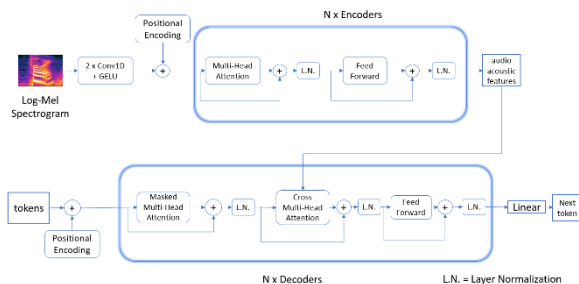 N x Encoders
Positional
Encoding
2 x Conv1D
+ GELU
+
Multi-Head
Attention
+
L.N.
Feed
Forward
+
L.N.
audio
acoustic
features
Log-Mel
Spectrogram
tokens
+
Positional
Encoding
Masked
Multi-Head
Attention
+
L.N.
Cross
Multi-Head
Attention
+
L.N.
Feed
Forward
+
L.N.
Linear
Next
token
N x Decoders
L.N. = Layer Normalization